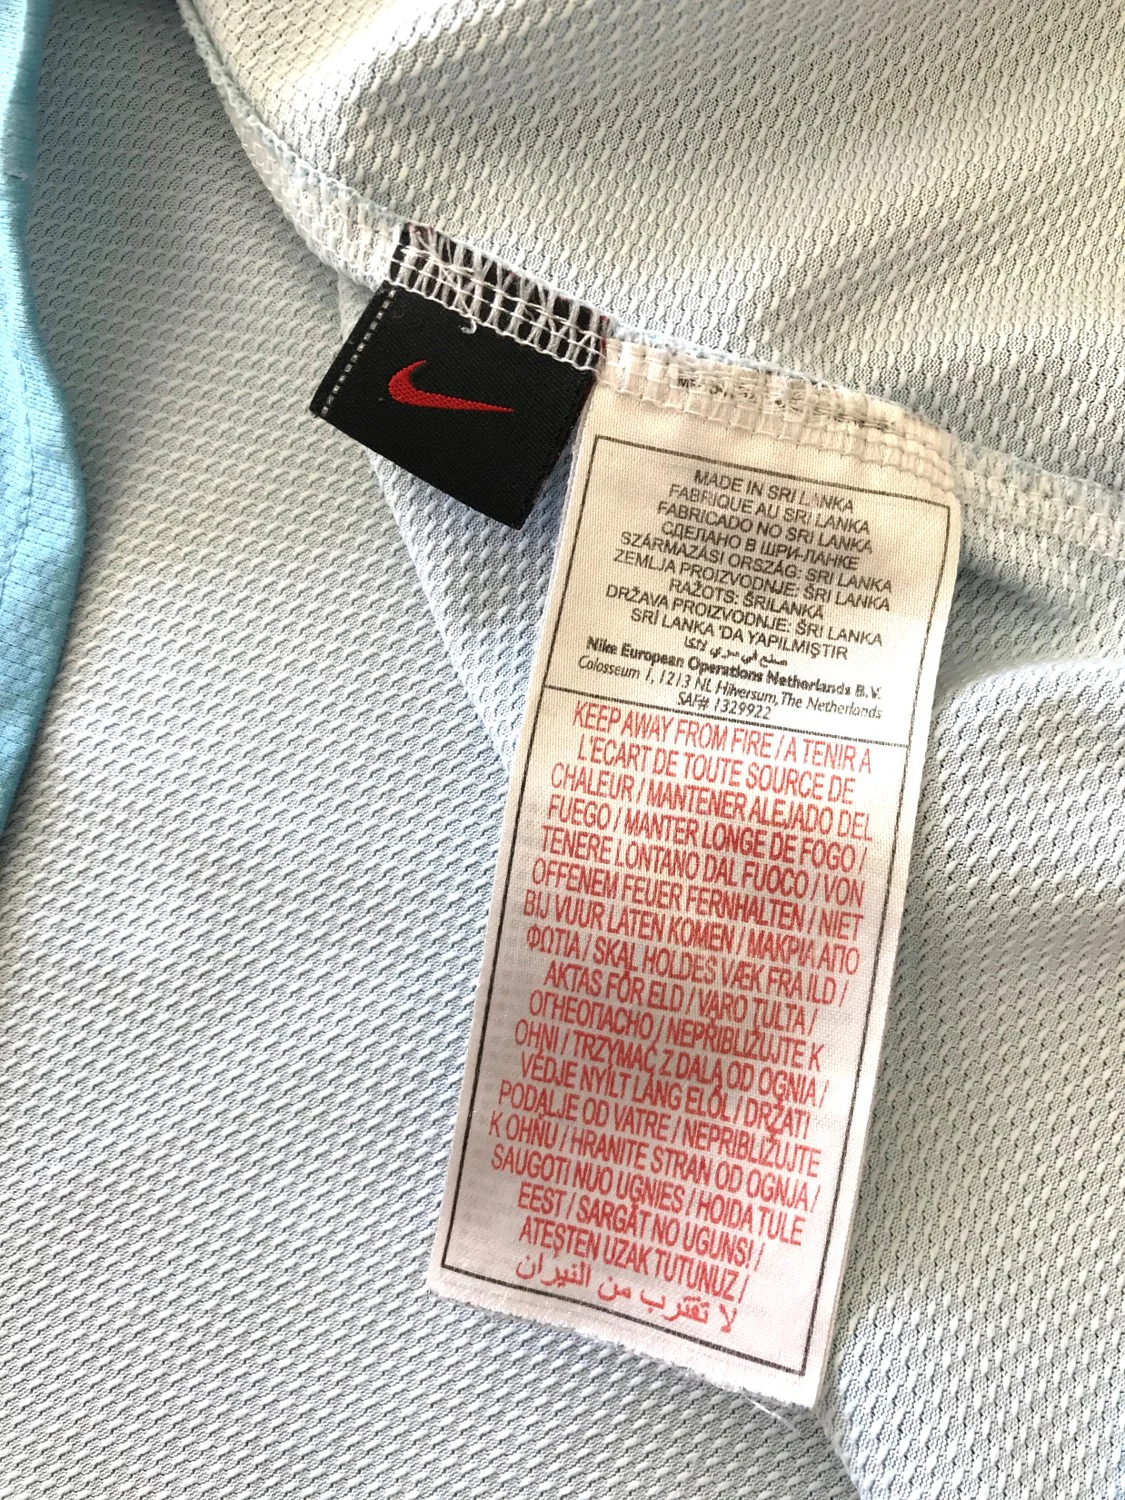 MADE IN SRI LANKA
FABRIQUE AU SRI LANKA
FABRICADO NO SRI LANKA
СДЕЛАНО В ШРИ-ЛАНКЕ
SZÁRMAZÁSI ORSZÁG: SRI LANKA
ZEMLJA PROIZVODNJE: ŠRI LANKA
RAŽOTS: ŠRILANKĀ
DRŽAVA PROIZVODNJE: ŠRI LANKA
SRİ LANKA 'DA YAPILMIŞTIR
صنع في سري لانكا
Nike European Operations Netherlands B.V.
Colosseum 1, 1213 NL Hilversum, The Netherlands
SAF# 1329922
KEEP AWAY FROM FIRE / A TENIR A
L'ECART DE TOUTE SOURCE DE
CHALEUR / MANTENER ALEJADO DEL
FUEGO / MANTER LONGE DE FOGO /
TENERE LONTANO DAL FUOCO / VON
OFFENEM FEUER FERNHALTEN / NIET
BIJ VUUR LATEN KOMEN / ΜΑΚΡΙΑ ΑΠΟ
ΦΩΤΙΑ / SKAL HOLDES VÆK FRA ILD /
AKTAS FÖR ELD / VARO TULTA /
ОГНЕОПАСНО / NEPŘIBLIŽUJTE K
OHNI / TRZYMAĆ Z DALA OD OGNIA /
VÉDJE NYÍLT LÁNG ELŐL / DRŽATI
PODALJE OD VATRE / NEPRIBLIŽUJTE
K OHŇU / HRANITE STRAN OD OGNJA /
SAUGOTI NUO UGNIES / HOIDA TULE
EEST / SARGĀT NO UGUNS! /
ATEŞTEN UZAK TUTUNUZ /
لا تقترب من النيران